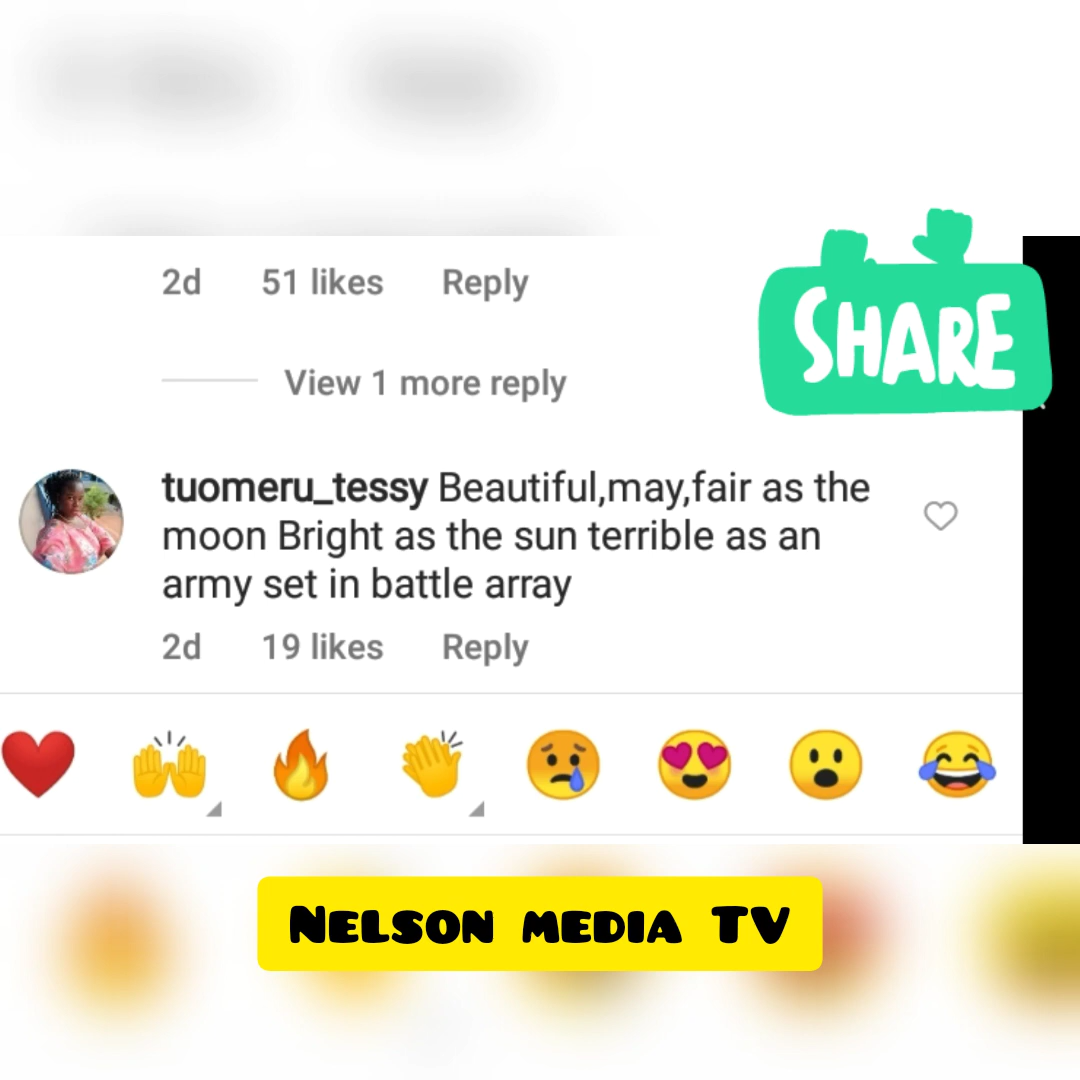 2d 51 likes Reply
SHARE
View 1 more reply
tuomeru_tessy Beautiful,may,fair as the
moon Bright as the sun terrible as an
army set in battle array
2d 19 likes Reply
NELSON MEDIA TV